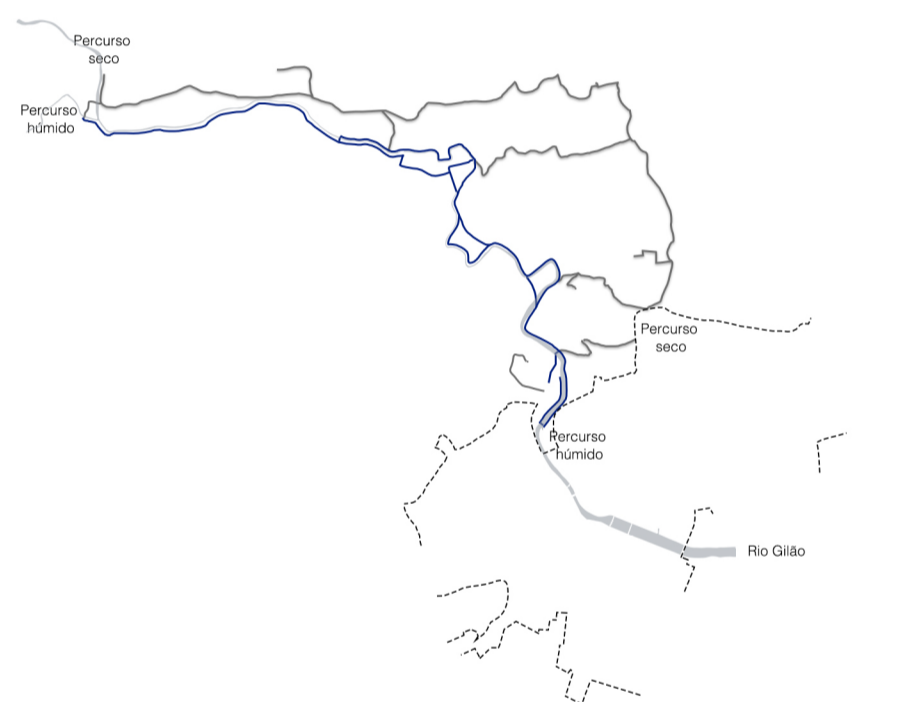 Percurso
seco
Percurso
húmido
Percurso
seco
Percurso
húmido
Rio Gilão